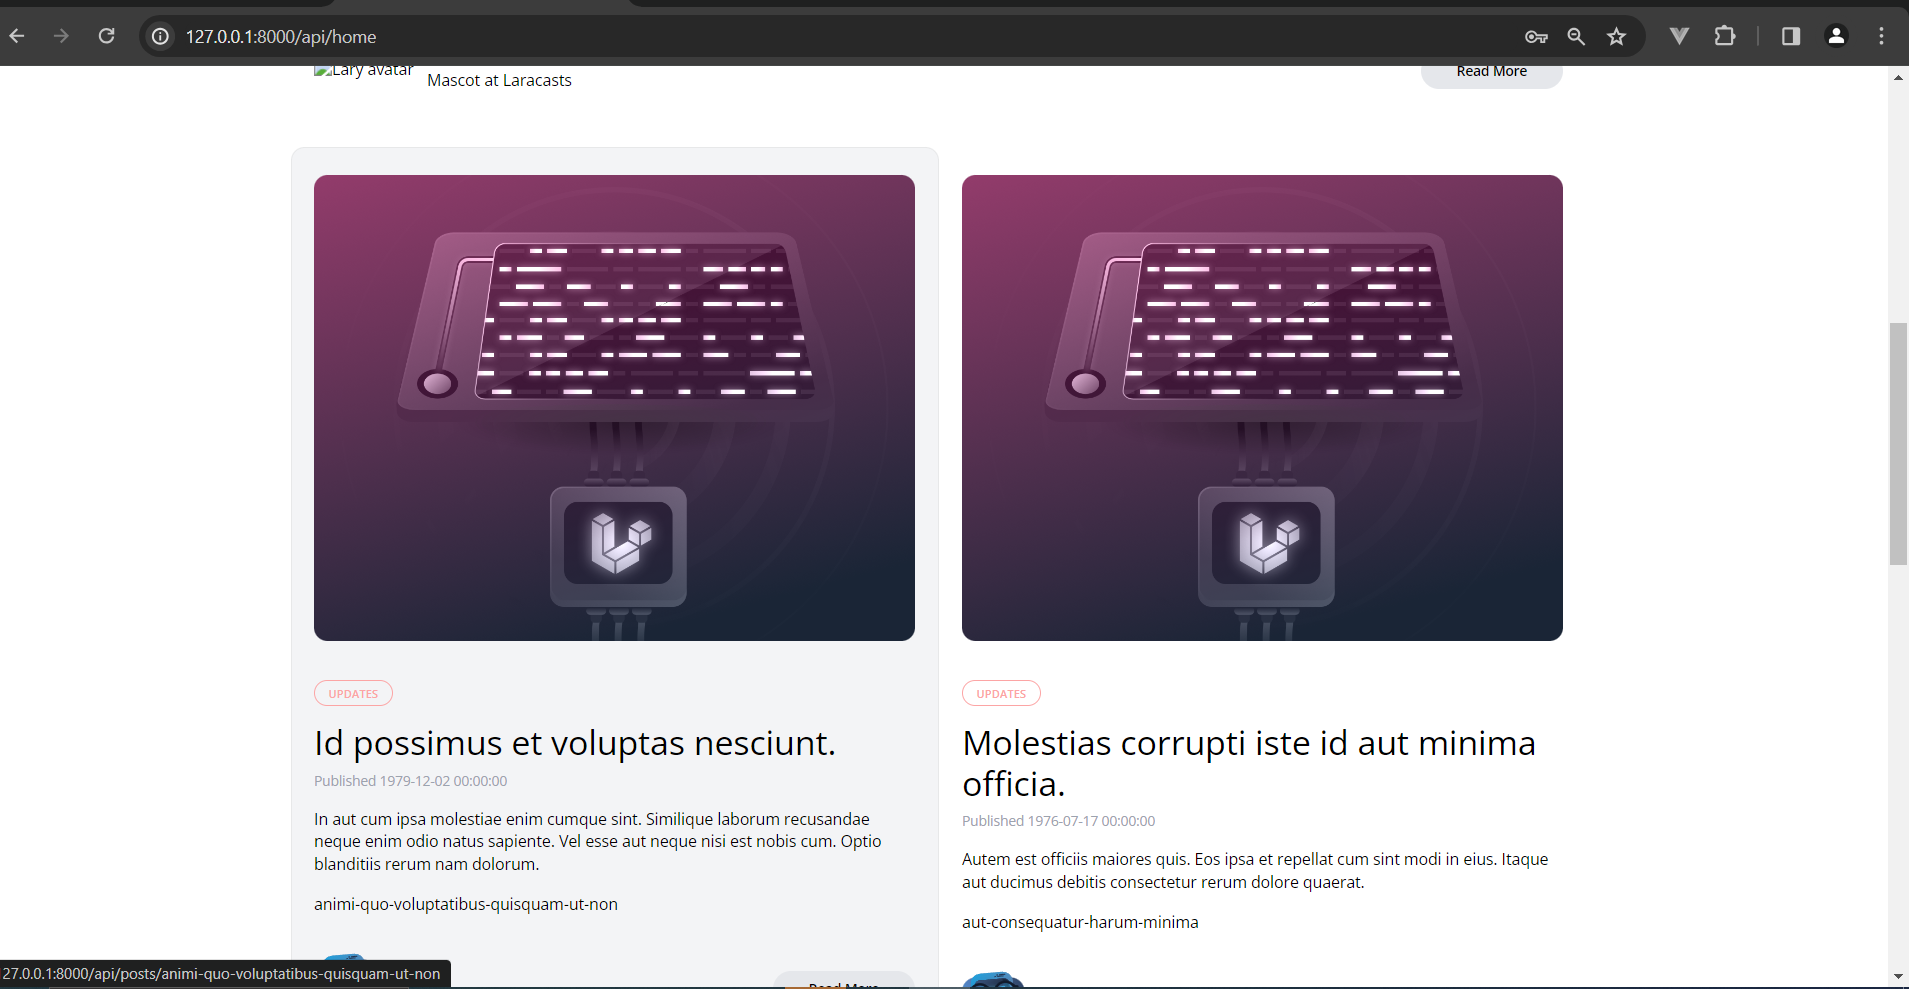 127.0.0.1:8000/api/home
Lary avatar
Mascot at Laracasts
Read More
UPDATES
Id possimus et voluptas nesciunt.
Published 1979-12-02 00:00:00
In aut cum ipsa molestiae enim cumque sint. Similique laborum recusandae
neque enim odio natus sapiente. Vel esse aut neque nisi est nobis cum. Optio
blanditiis rerum nam dolorum.
animi-quo-voluptatibus-quisquam-ut-non
Read More
UPDATES
Molestias corrupti iste id aut minima
officia.
Published 1976-07-17 00:00:00
Autem est officiis maiores quis. Eos ipsa et repellat cum sint modi in eius. Itaque
aut ducimus debitis consectetur rerum dolore quaerat.
aut-consequatur-harum-minima
127.0.0.1:8000/api/posts/animi-quo-voluptatibus-quisquam-ut-non